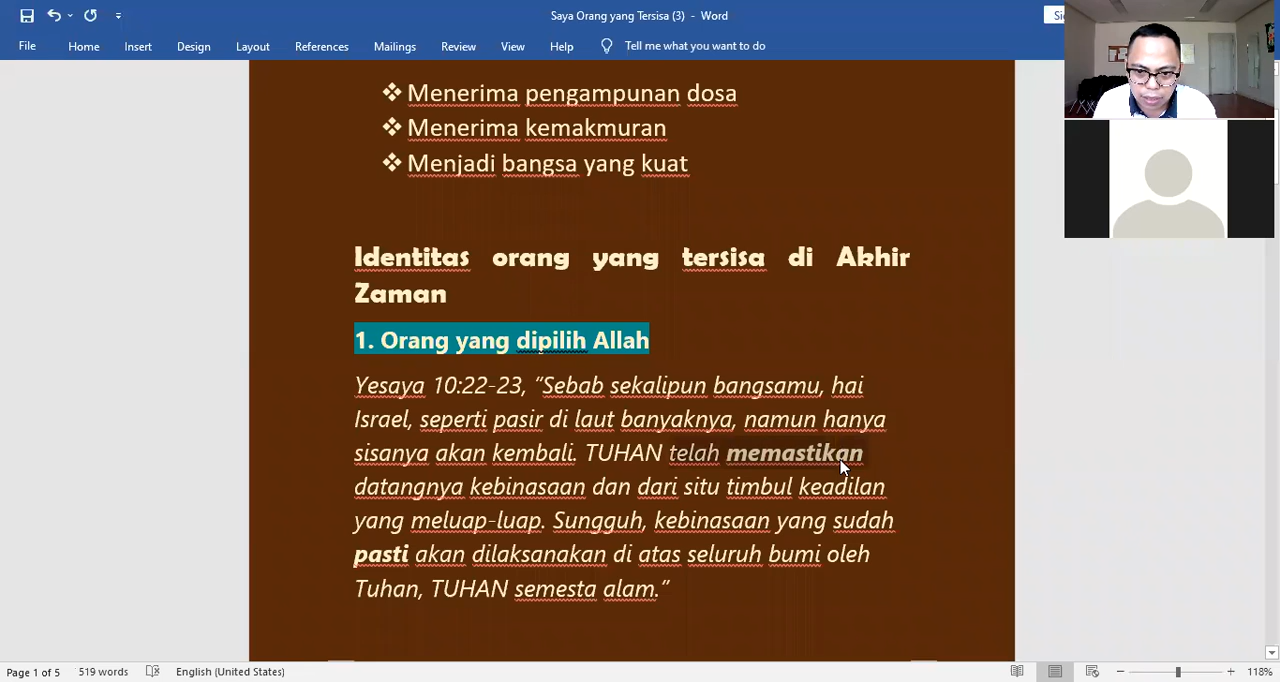 Saya Orang yang Tersisa (3) - Word
File Home Insert Design Layout References Mailings Review View Help Tell me what you want to do
❖ Menerima pengampunan dosa
❖ Menerima kemakmuran
❖ Menjadi bangsa yang kuat
Identitas orang yang tersisa di Akhir
Zaman
1. Orang yang dipilih Allah
Yesaya 10:22-23, “Sebab sekalipun bangsamu, hai
Israel, seperti pasir di laut banyaknya, namun hanya
sisanya akan kembali. TUHAN telah memastikan
datangnya kebinasaan dan dari situ timbul keadilan
yang meluap-luap. Sungguh, kebinasaan yang sudah
pasti akan dilaksanakan di atas seluruh bumi oleh
Tuhan, TUHAN semesta alam.”
Page 1 of 5 519 words English (United States) 118%